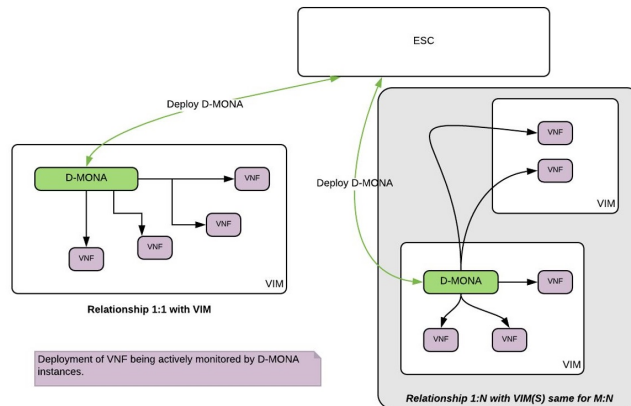 ESC
Deploy D-MONA
VNF
VNF
VIM
D-MONA
VNF
VNF
VNF
VNF
VIM
Relationship 1:1 with VIM
Deploy D-MONA
D-MONA
VNF
VNF
VNF
VIM
Deployment of VNF being actively monitored by D-MONA
instances.
Relationship 1:N with VIM(S) same for M:N